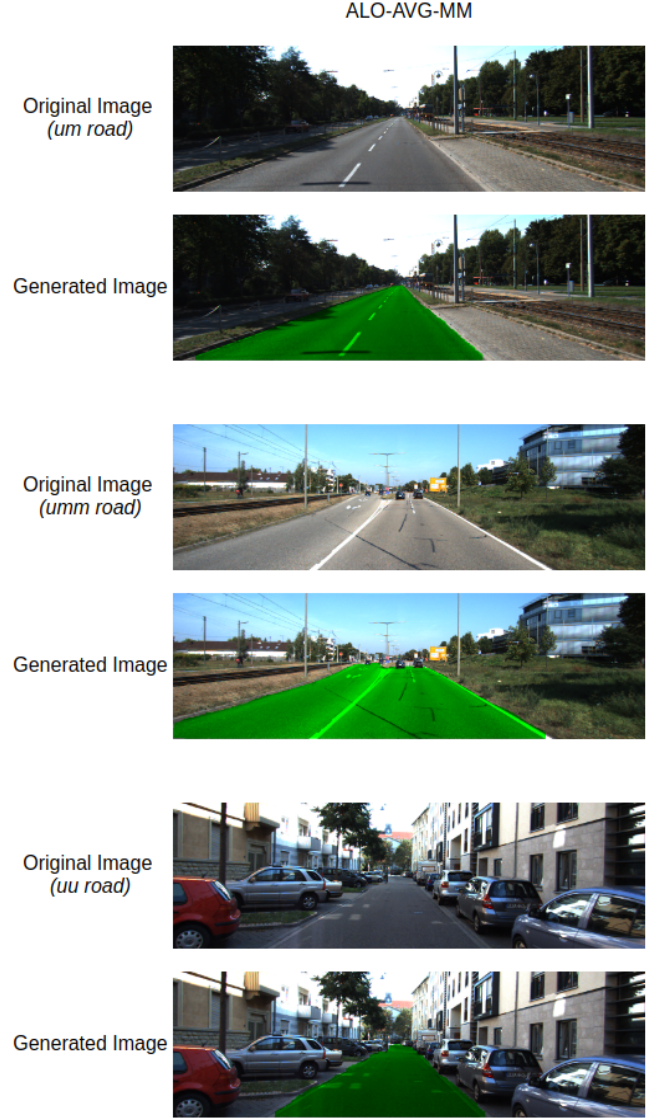 ALO-AVG-MM
Original Image
(um road)
Generated Image
Original Image
(umm road)
Generated Image
Original Image
(uu road)
Generated Image